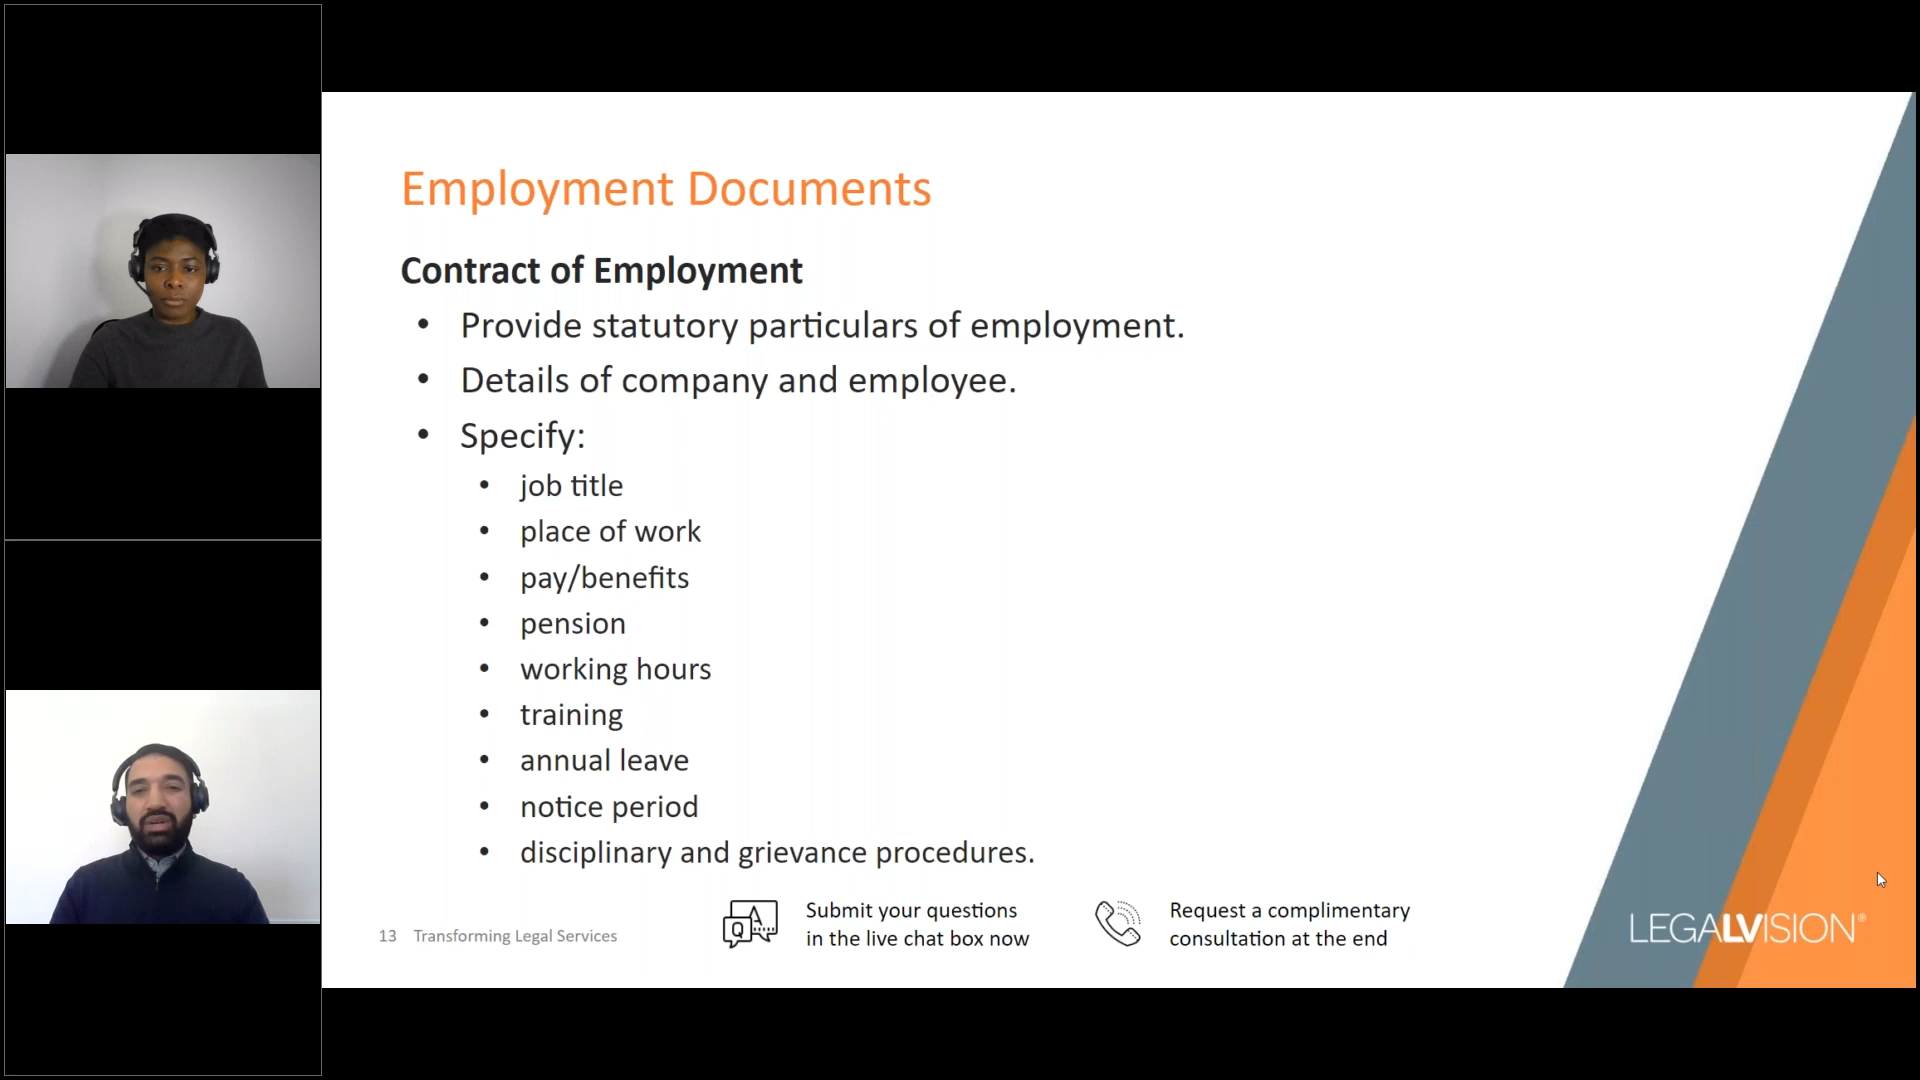 Employment Documents
Contract of Employment
• Provide statutory particulars of employment.
• Details of company and employee.
• Specify:
• job title
• place of work
• pay/benefits
• pension
• working hours
• training
• annual leave
• notice period
• disciplinary and grievance procedures.
13 Transforming Legal Services
Q A
Submit your questions
in the live chat box now
Request a complimentary
consultation at the end
LEGALVISION®